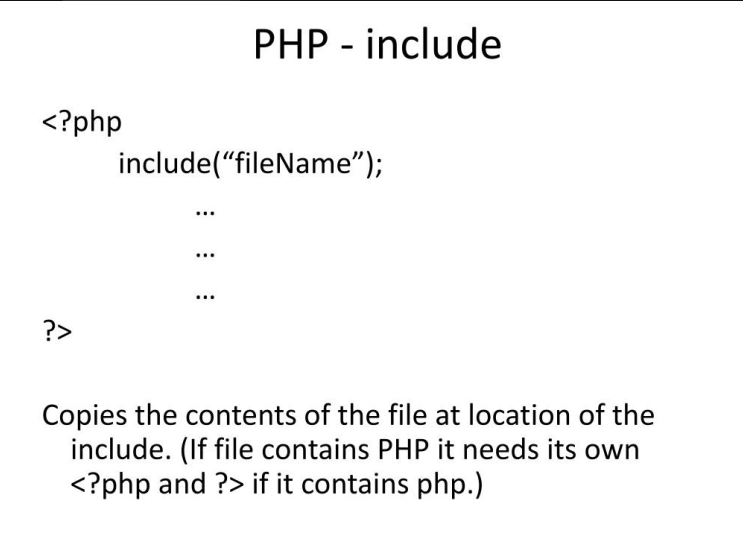 PHP - include
<?php
include(“fileName”);
...
...
...
?>
Copies the contents of the file at location of the
include. (If file contains PHP it needs its own
<?php and ?> if it contains php.)